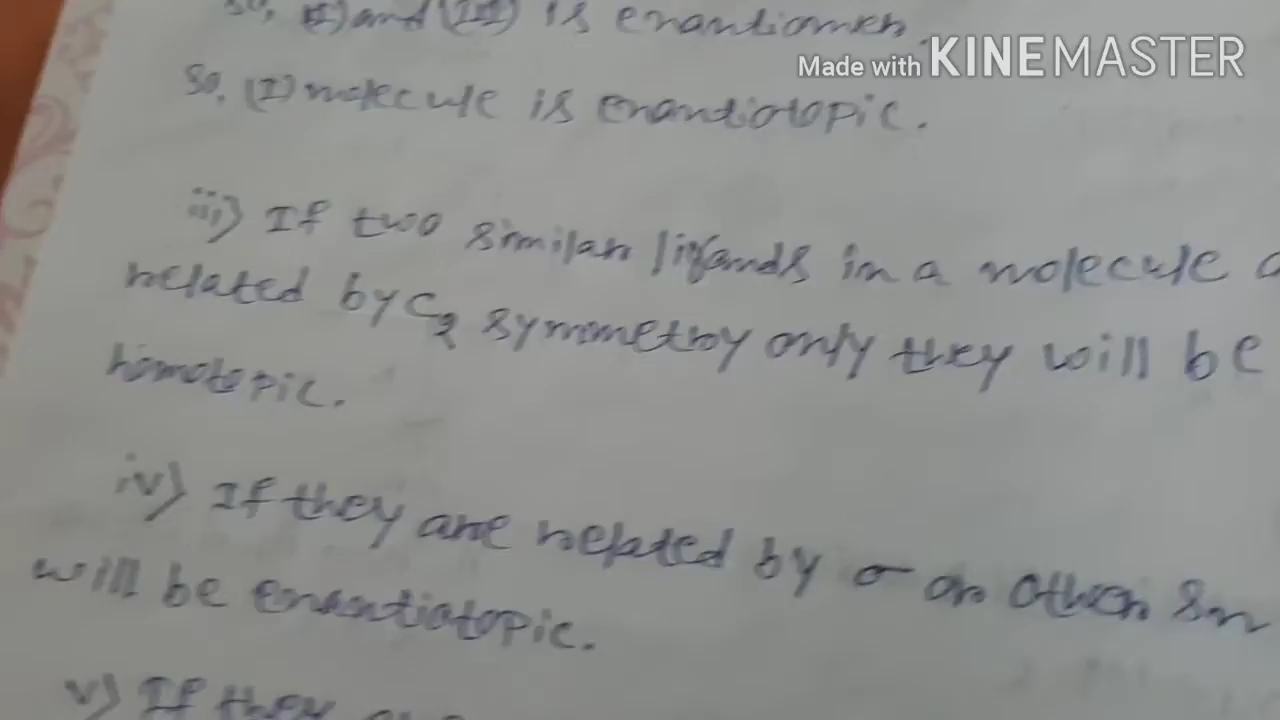 so, (I) and (II) is enantiomer.
Made with KINEMASTER
So, (I) molecule is enantiotopic.
iii) If two similar ligands in a molecule
related by C2 symmetry only they will be
homotopic.
iv) If they are related by σ or other Sn
will be enantiotopic.
v) If they